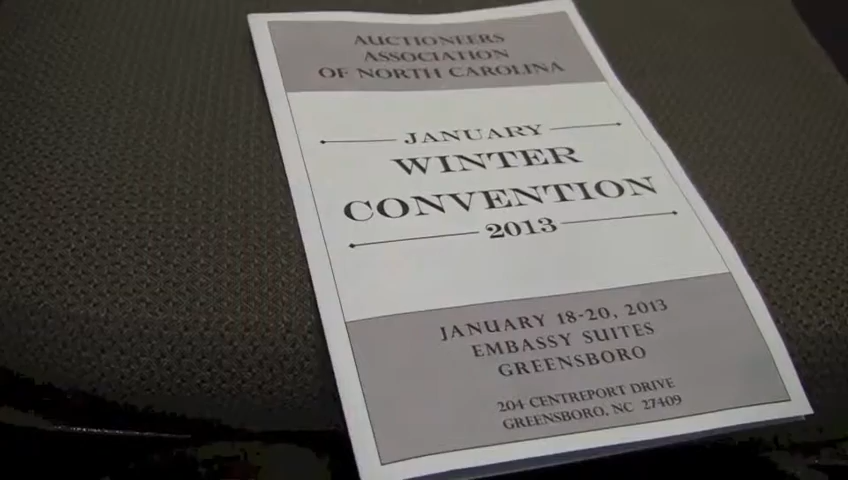 AUCTIONEERS
ASSOCIATION
OF NORTH CAROLINA
JANUARY
WINTER
CONVENTION
2013
JANUARY 18-20, 2013
EMBASSY SUITES
GREENSBORO
204 CENTREPORT DRIVE
GREENSBORO, NC 27409